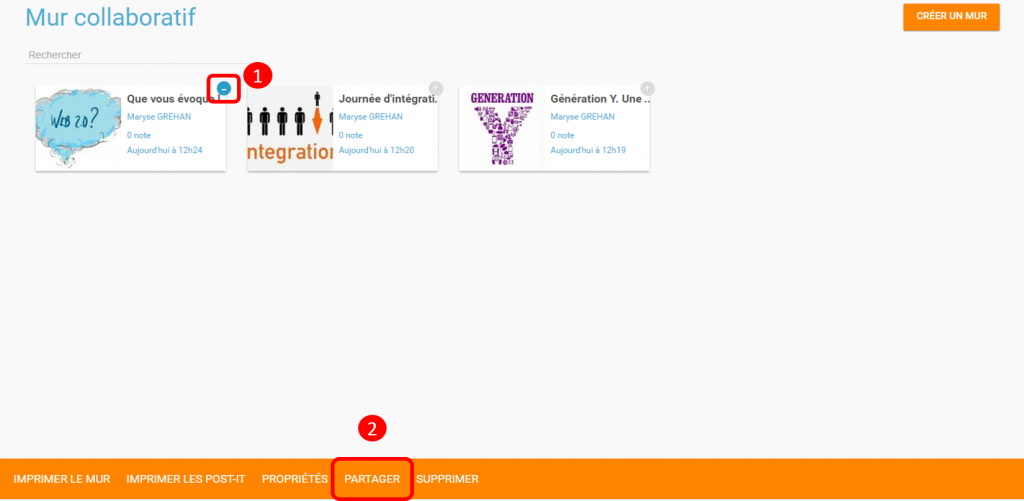 Mur collaboratif
CRÉER UN MUR
Rechercher
1
WEB 2.0?
Que vous évoque l
Maryse GREHAN
0 note
Aujourd'hui à 12h24
ntegration
Journée d'intégrati..
Maryse GREHAN
0 note
Aujourd'hui à 12h20
GENERATION
Y
Génération Y. Une ...
Maryse GREHAN
0 note
Aujourd'hui à 12h19
2
IMPRIMER LE MUR IMPRIMER LES POST-IT PROPRIÉTÉS PARTAGER SUPPRIMER